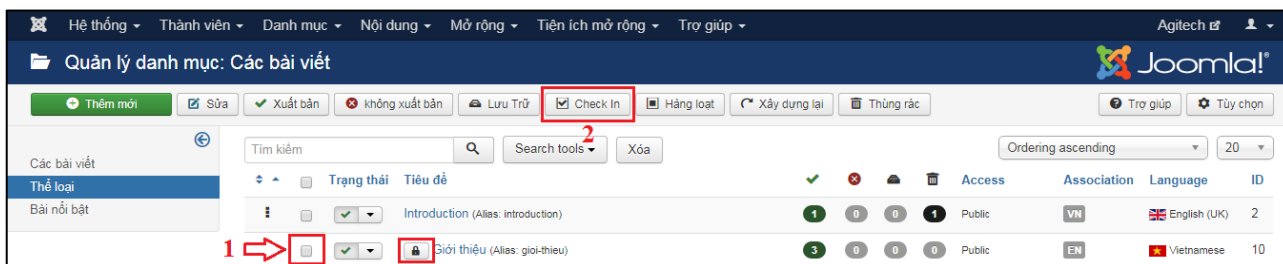 Hệ thống Thành viên Danh mục Nội dung Mở rộng Tiện ích mở rộng Trợ giúp Agitech
Quản lý danh mục: Các bài viết Joomla!®
Thêm mới Sửa Xuất bản không xuất bản Lưu Trữ Check In Hàng loạt Xây dựng lại Thùng rác Trợ giúp Tùy chọn
2
Tìm kiếm Search tools Xóa Ordering ascending 20
Các bài viết
Thể loại
Bài nổi bật
Trạng thái Tiêu đề Access Association Language ID
Introduction (Alias: introduction) 1 0 0 1 Public VN English (UK) 2
1 Giới thiệu (Alias: gioi-thieu) 3 0 0 0 Public EN Vietnamese 10